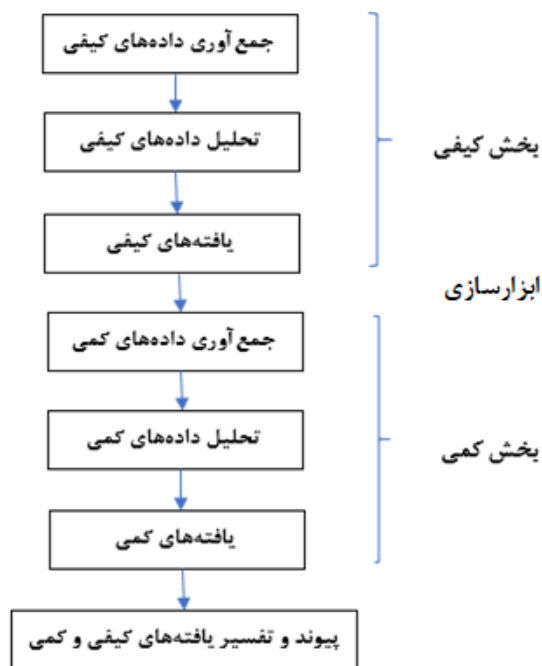 جمع آوری داده‌های کیفی
تحلیل داده‌های کیفی
بخش کیفی
یافته‌های کیفی
ابزارسازی
جمع آوری داده‌های کمی
تحلیل داده‌های کمی
بخش کمی
یافته‌های کمی
پیوند و تفسیر یافته‌های کیفی و کمی